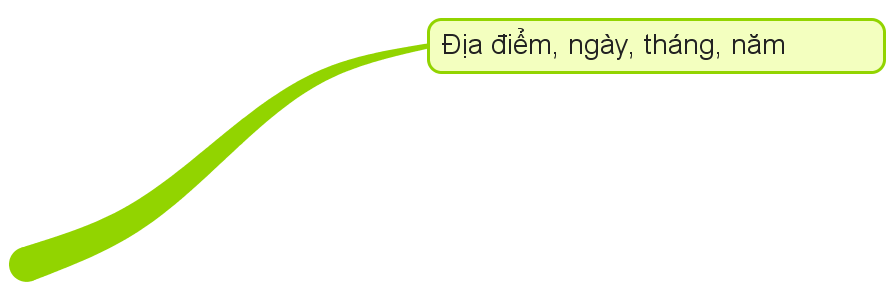 Địa điểm, ngày, tháng, năm